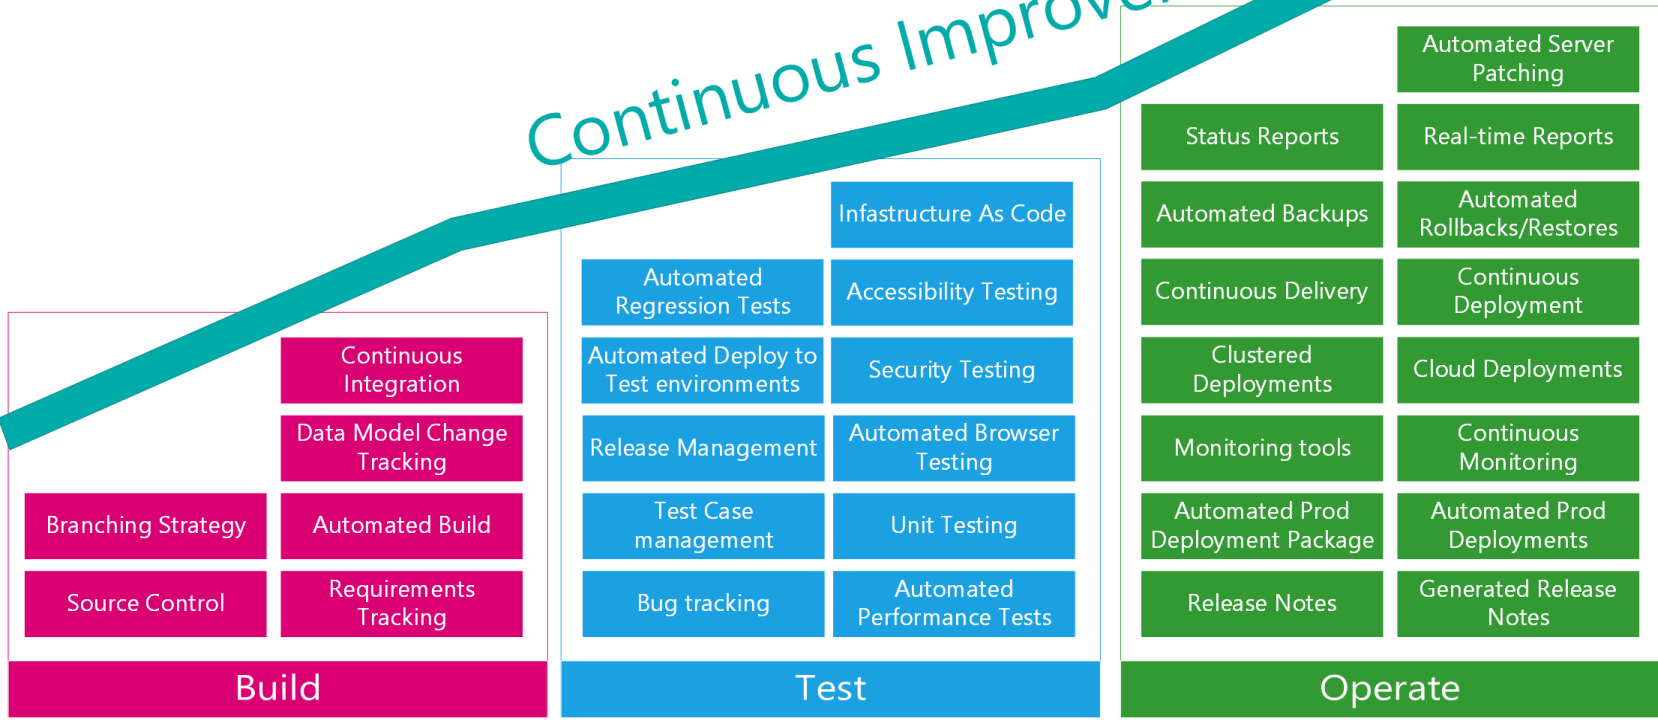 Continuous
Automated Server
Patching
Status Reports
Real-time Reports
Infastructure As Code
Automated Backups
Automated
Rollbacks/Restores
Automated
Regression Tests
Accessibility Testing
Continuous Delivery
Continuous
Deployment
Continuous
Integration
Automated Deploy to
Test environments
Security Testing
Clustered
Deployments
Cloud Deployments
Data Model Change
Tracking
Release Management
Automated Browser
Testing
Monitoring tools
Continuous
Monitoring
Branching Strategy
Automated Build
Test Case
management
Unit Testing
Automated Prod
Deployment Package
Automated Prod
Deployments
Source Control
Requirements
Tracking
Bug tracking
Automated
Performance Tests
Release Notes
Generated Release
Notes
Build
Test
Operate